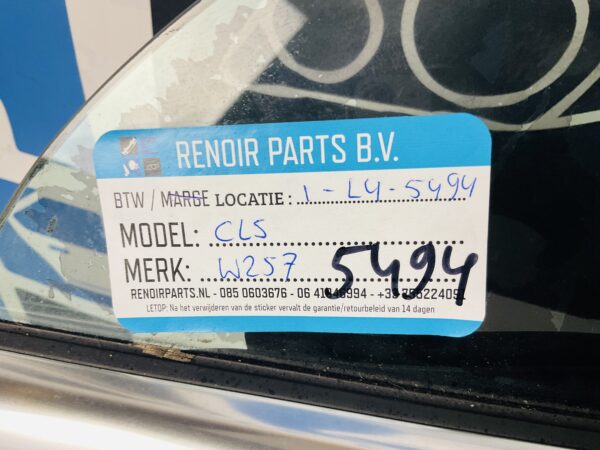 RENOIR PARTS B.V.
BTW / MARGE LOCATIE : 1 - L4 - 5494
MODEL: CLS
MERK: W257
5494
RENOIRPARTS.NL - 085 0603676 - 06
LETOP: Na het verwijderen van de sticker vervalt de garantie/retourbeleid van 14 dagen